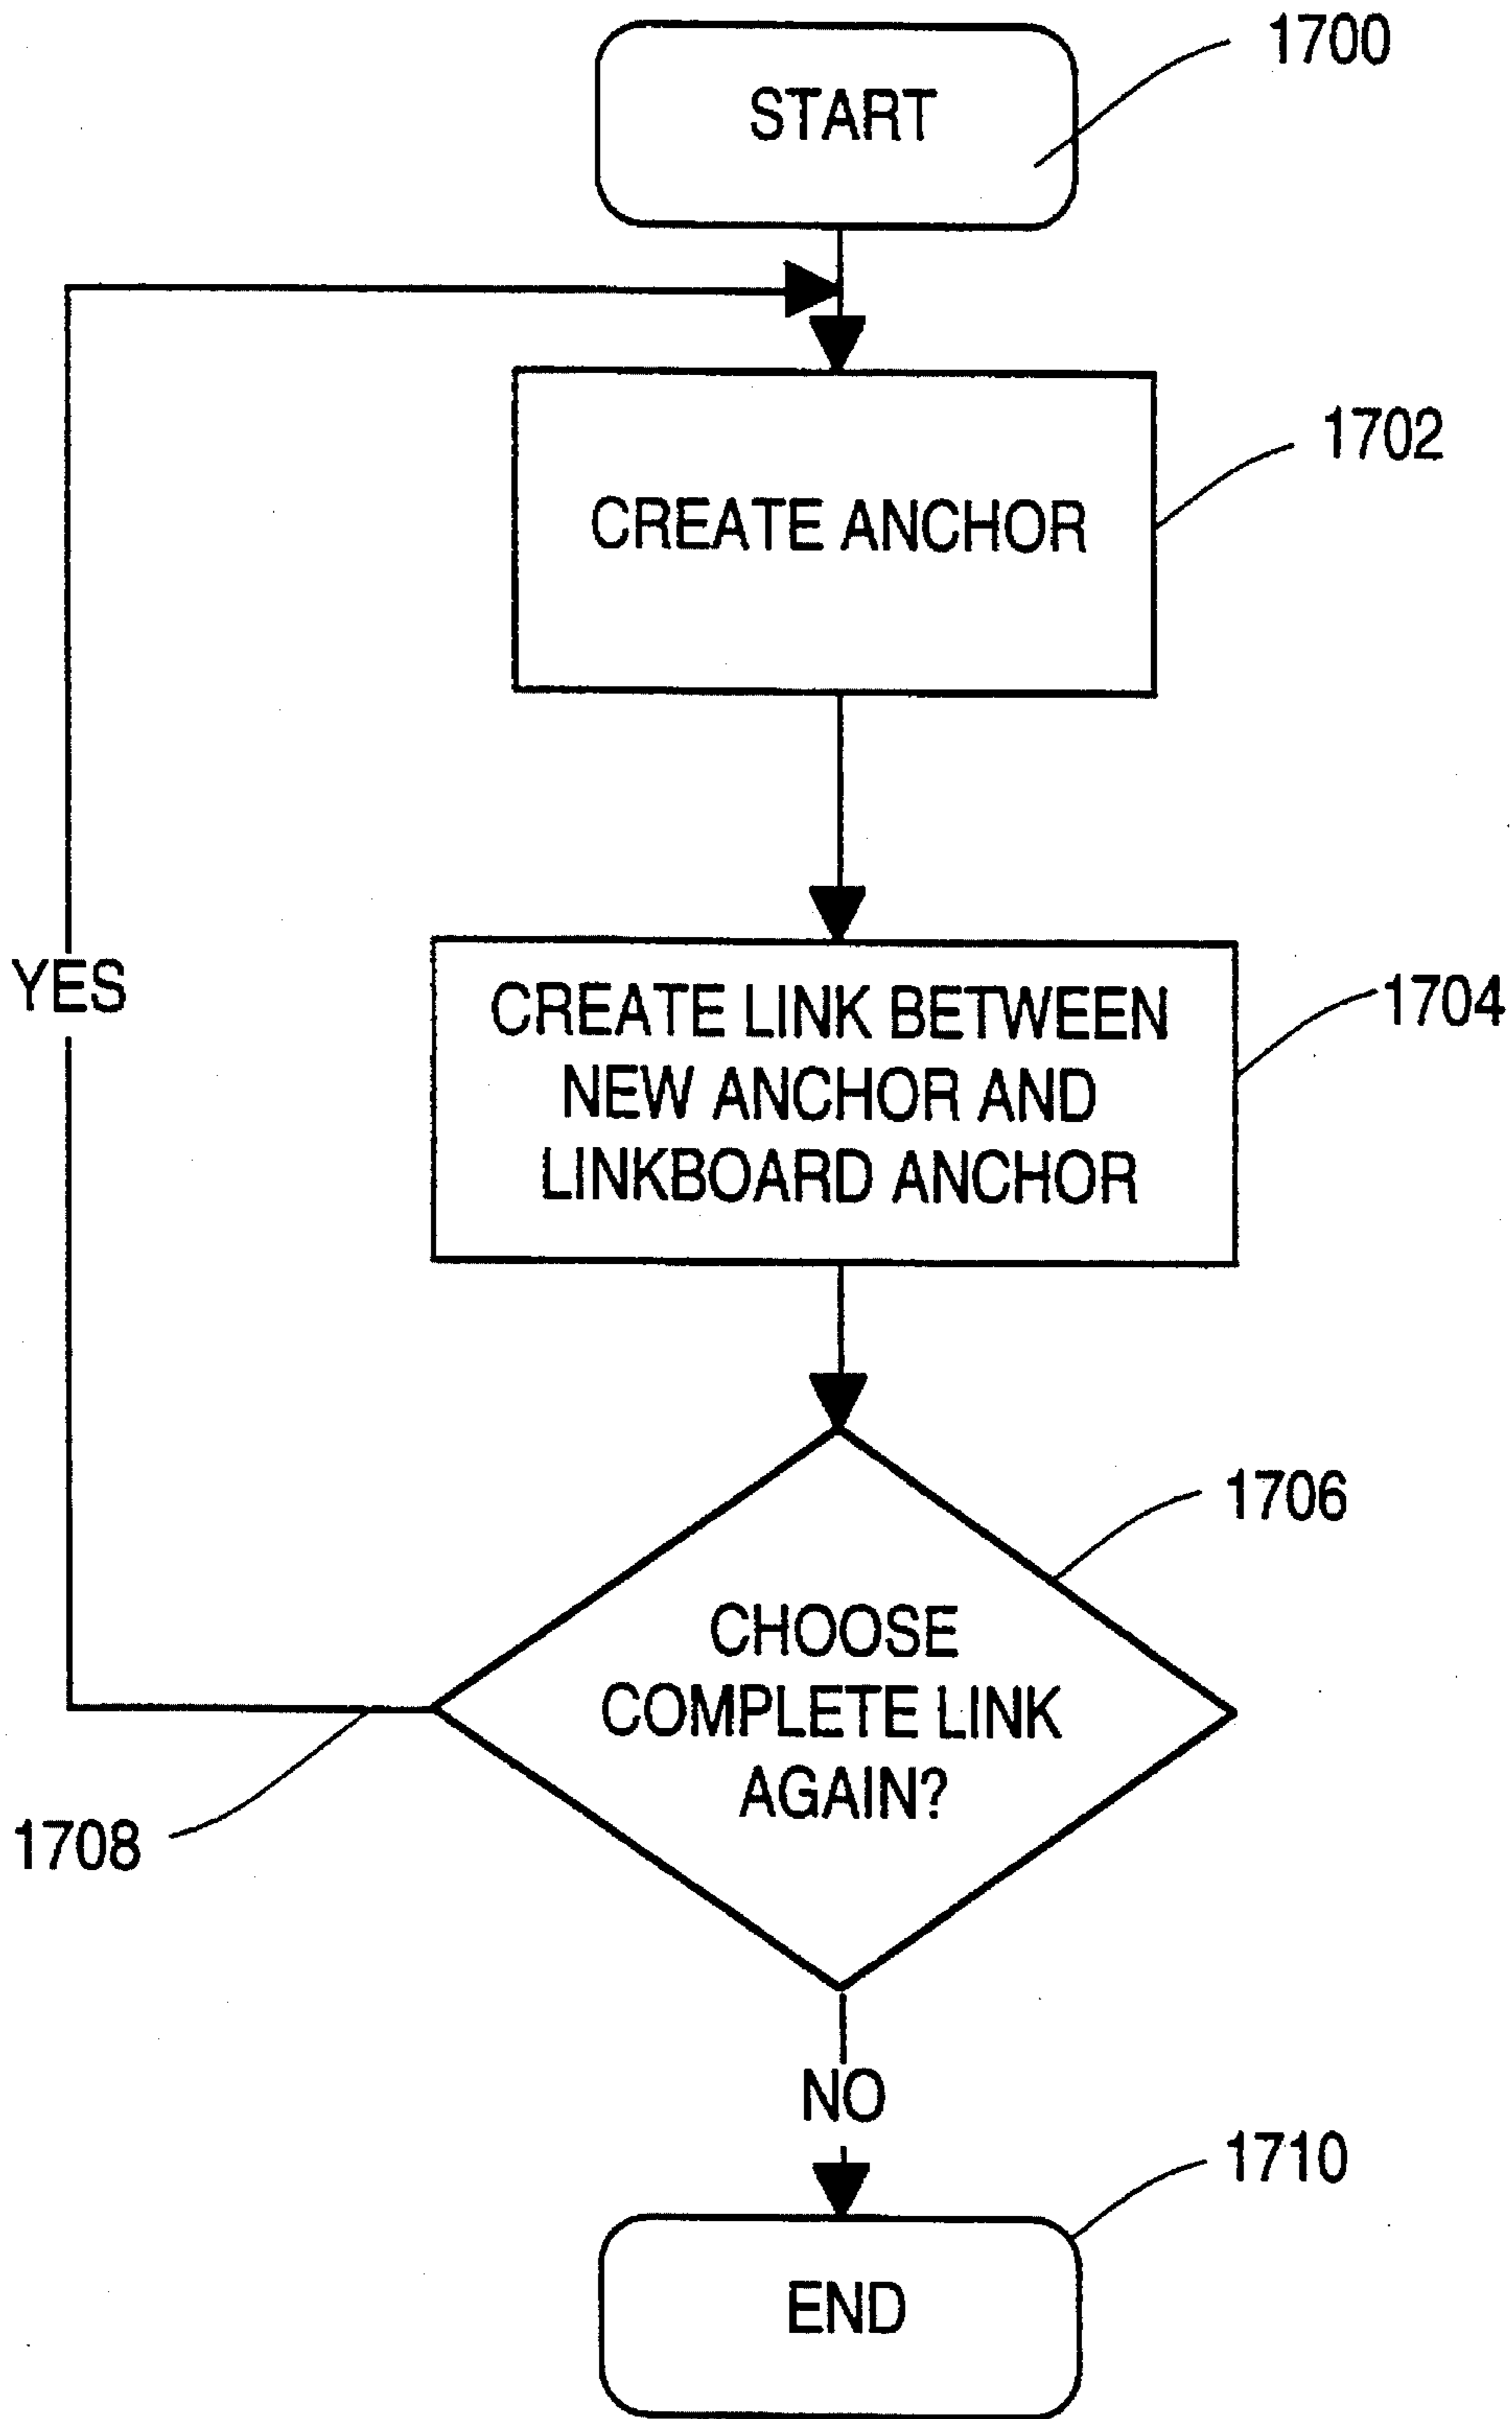 1700
START
1702
CREATE ANCHOR
YES
CREATE LINK BETWEEN
NEW ANCHOR AND
LINKBOARD ANCHOR
1704
1706
CHOOSE
COMPLETE LINK
AGAIN?
1708
NO
1710
END